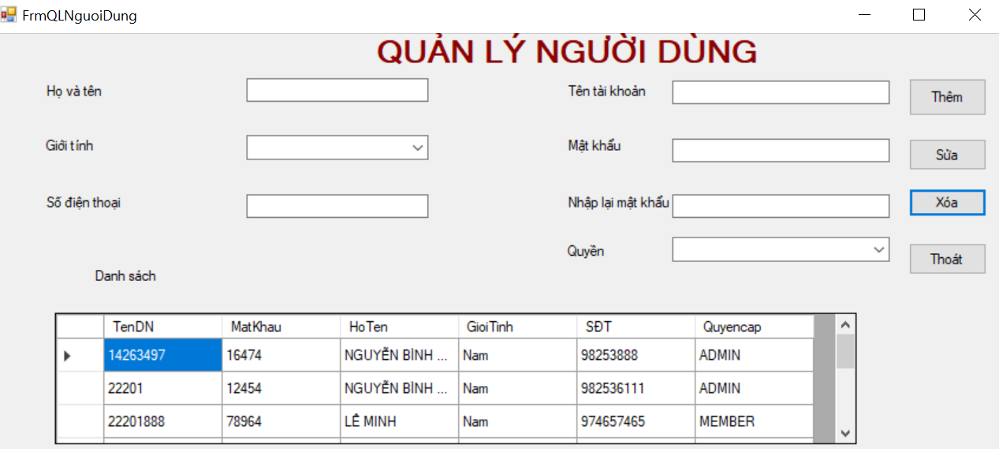 FrmQLNguoiDung
QUẢN LÝ NGƯỜI DÙNG
Họ và tên
Tên tài khoản
Thêm
Giới tính
Mật khẩu
Sửa
Số điện thoại
Nhập lại mật khẩu
Xóa
Quyền
Thoát
Danh sách
TenDN MatKhau HoTen GioiTinh SĐT Quyencap
14263497 16474 NGUYỄN BÌNH ... Nam 98253888 ADMIN
22201 12454 NGUYỄN BÌNH ... Nam 982536111 ADMIN
22201888 78964 LÊ MINH Nam 974657465 MEMBER